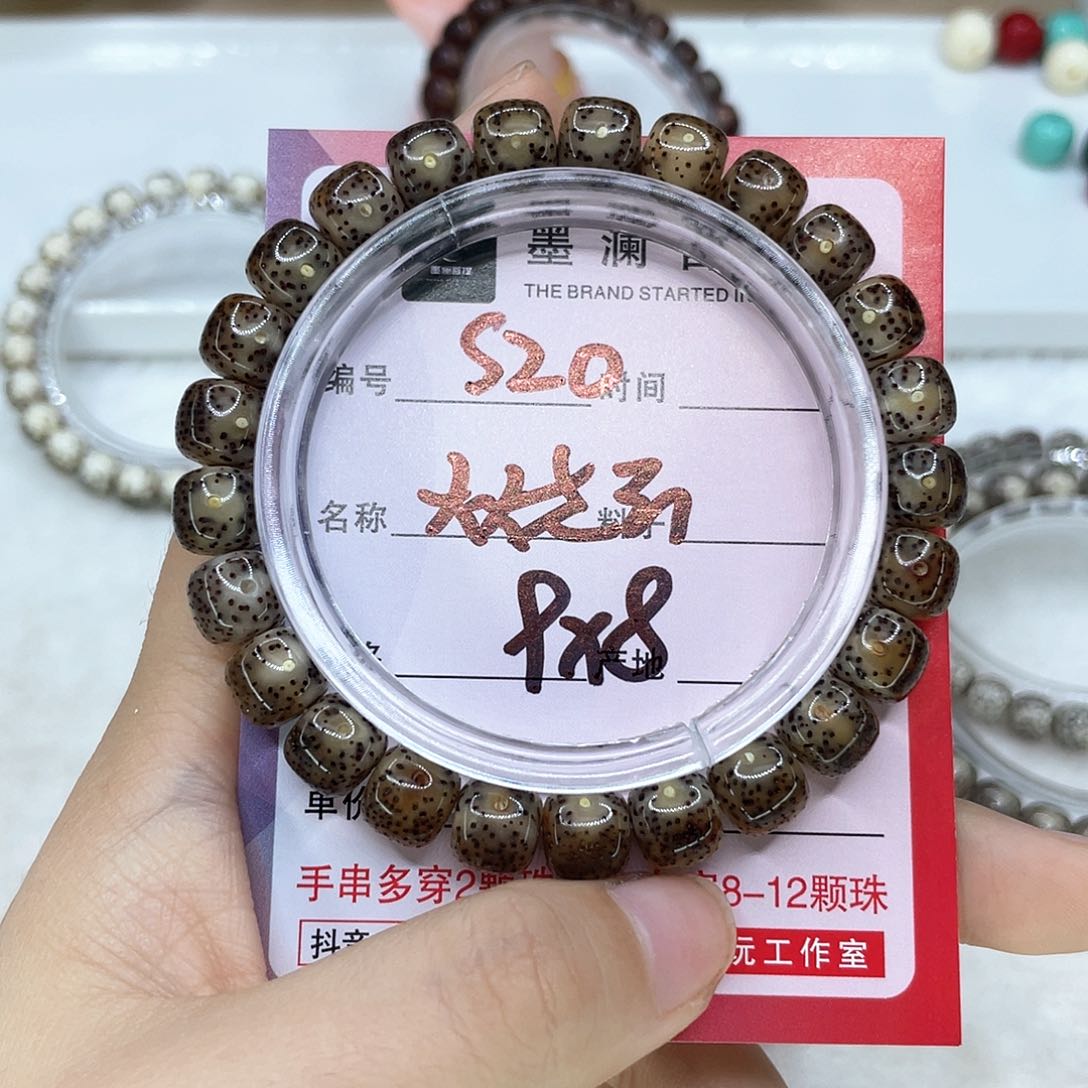 墨澜
THE BRAND STARTED I
编号 S20 时间
名称 料子
9x8 产地
单价
手串多穿2颗 8-12颗珠
抖音 玩工作室